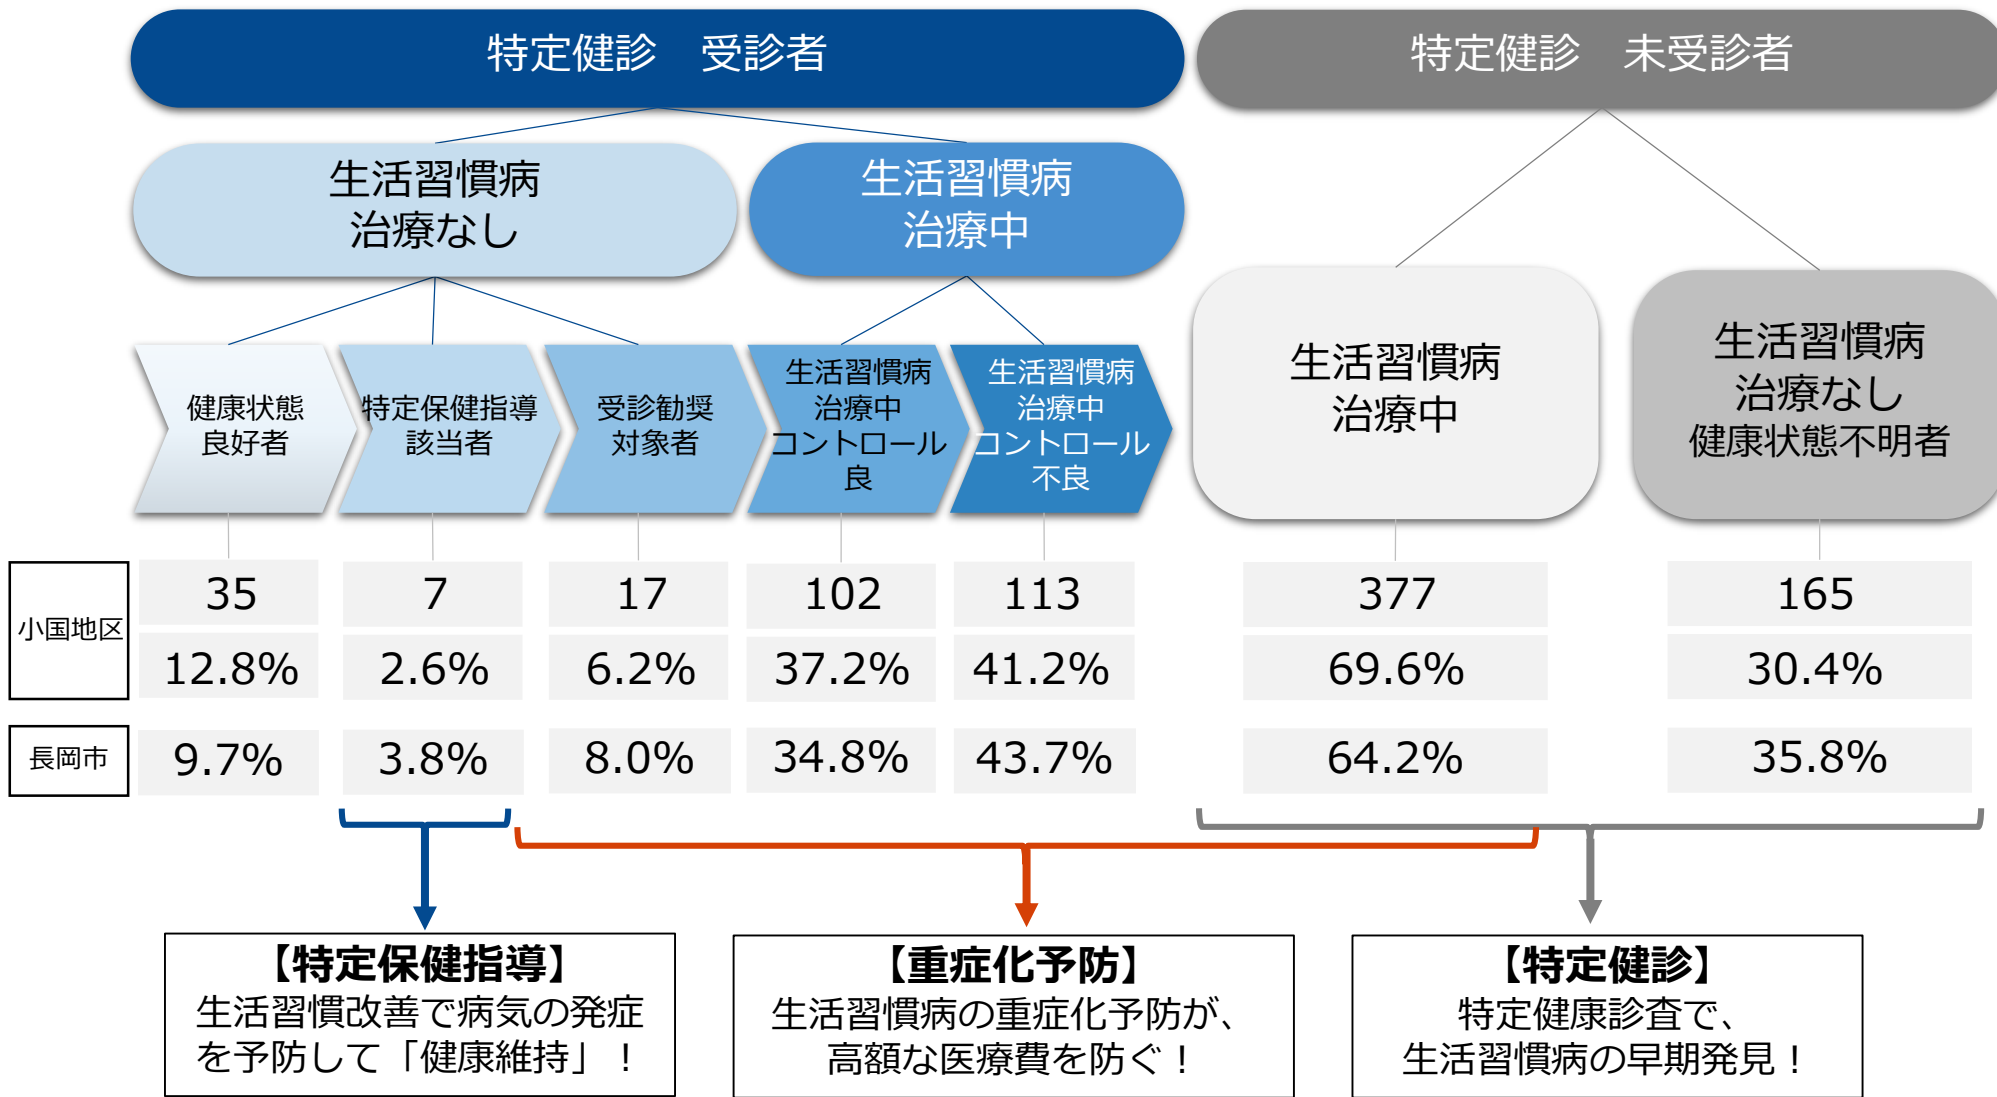 特定健診　受診者
特定健診　未受診者
生活習慣病
治療なし
生活習慣病
治療中
健康状態
良好者
特定保健指導
該当者
受診勧奨
対象者
生活習慣病
治療中
コントロール
良
生活習慣病
治療中
コントロール
不良
生活習慣病
治療中
生活習慣病
治療なし
健康状態不明者
小国地区
35 7 17 102 113 377 165
12.8% 2.6% 6.2% 37.2% 41.2% 69.6% 30.4%
長岡市 9.7% 3.8% 8.0% 34.8% 43.7% 64.2% 35.8%
【特定保健指導】
生活習慣改善で病気の発症
を予防して「健康維持」！
【重症化予防】
生活習慣病の重症化予防が、
高額な医療費を防ぐ！
【特定健診】
特定健康診査で、
生活習慣病の早期発見！